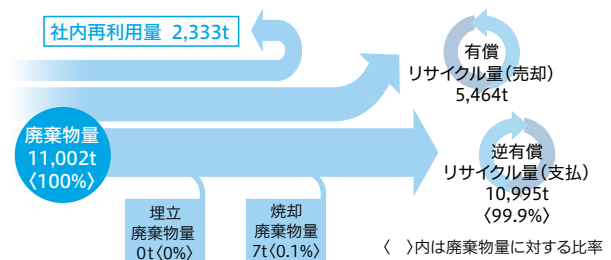 社内再利用量 2,333t
有償
リサイクル量(売却)
5,464t
廃棄物量
11,002t
〈100%〉
逆有償
リサイクル量(支払)
10,995t
〈99.9%〉
埋立
廃棄物量
0t〈0%〉
焼却
廃棄物量
7t〈0.1%〉
〈 〉内は廃棄物量に対する比率